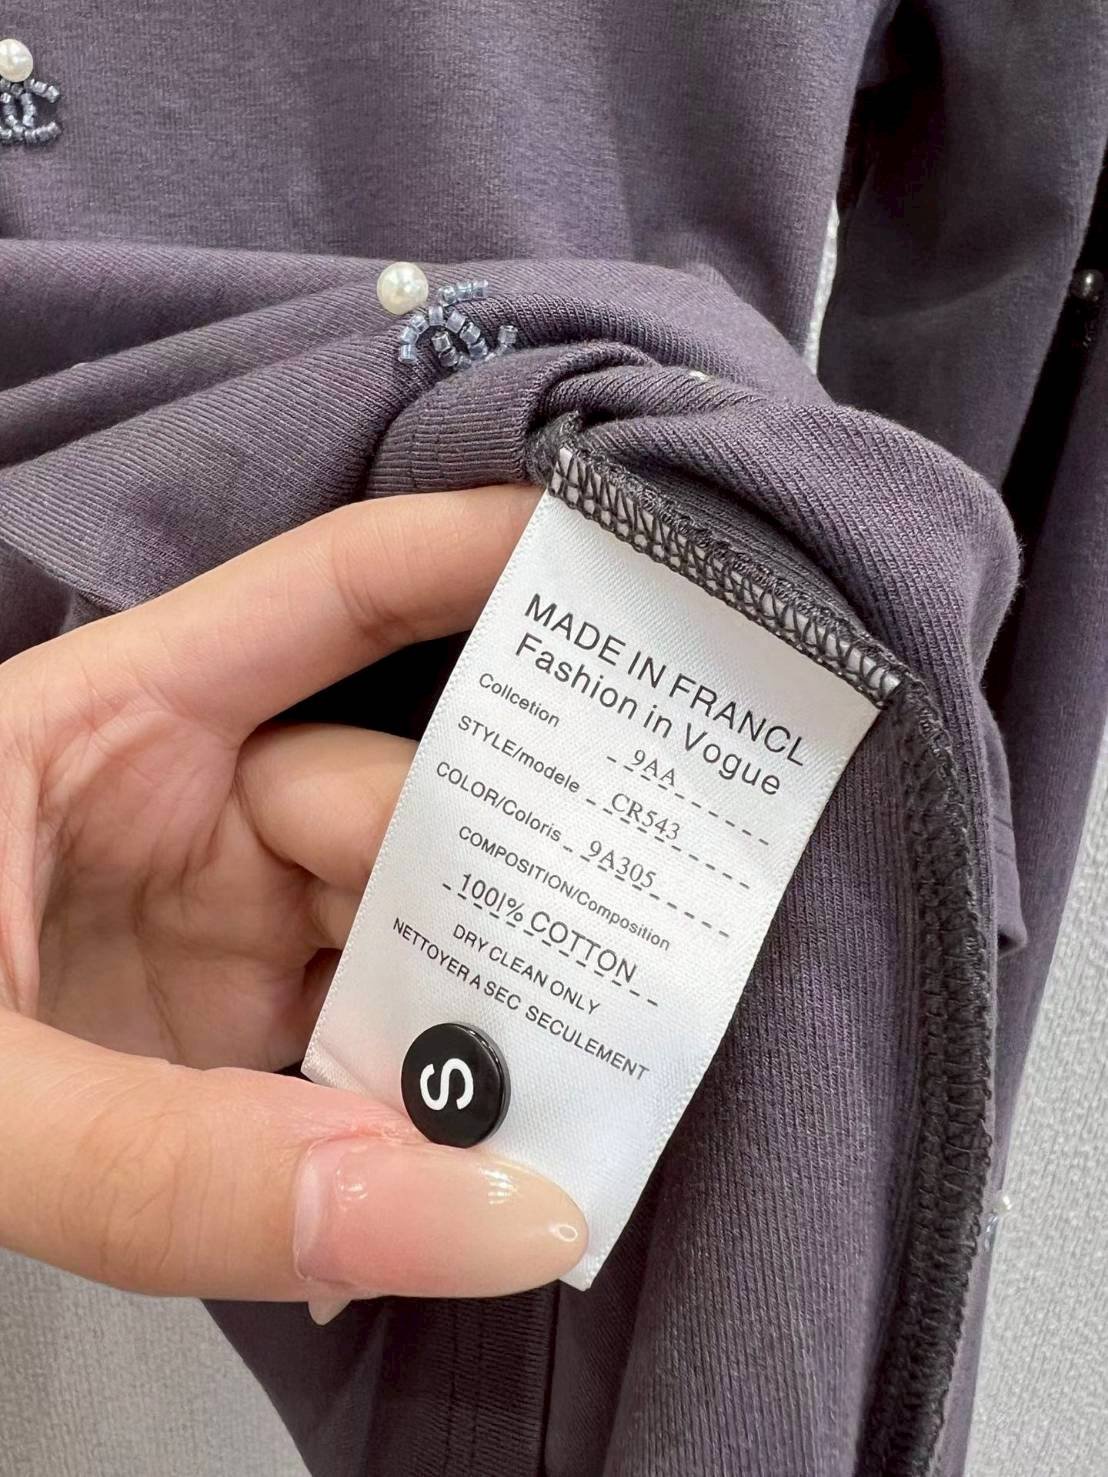 MADE IN FRANCL
Fashion in Vogue
Collcetion - 9AA
STYLE/modele CR543
COLOR/Coloris 9A305
COMPOSITION/Composition
- 100l% COTTON
DRY CLEAN ONLY
NETTOYER A SEC SECULEMENT
S